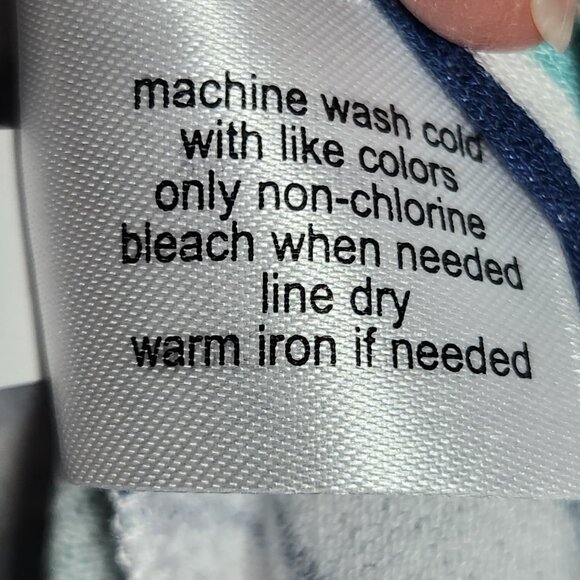 machine wash cold
with like colors
only non-chlorine
bleach when needed
line dry
warm iron if needed